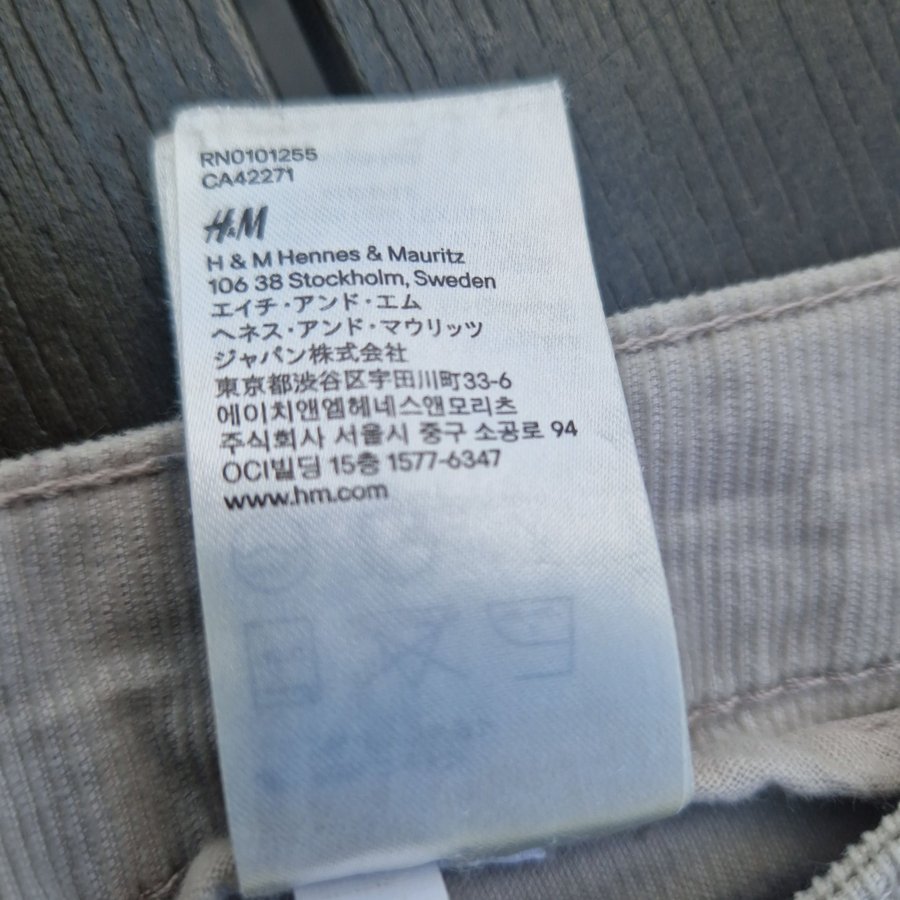 RN0101255
CA42271
H&M
H & M Hennes & Mauritz
106 38 Stockholm, Sweden
エイチ・アンド・エム
ヘネス・アンド・マウリッツ
ジャパン株式会社
東京都渋谷区宇田川町33-6
에이치앤엠헤네스앤모리츠
주식회사 서울시 중구 소공로 94
OCI빌딩 15층 1577-6347
www.hm.com